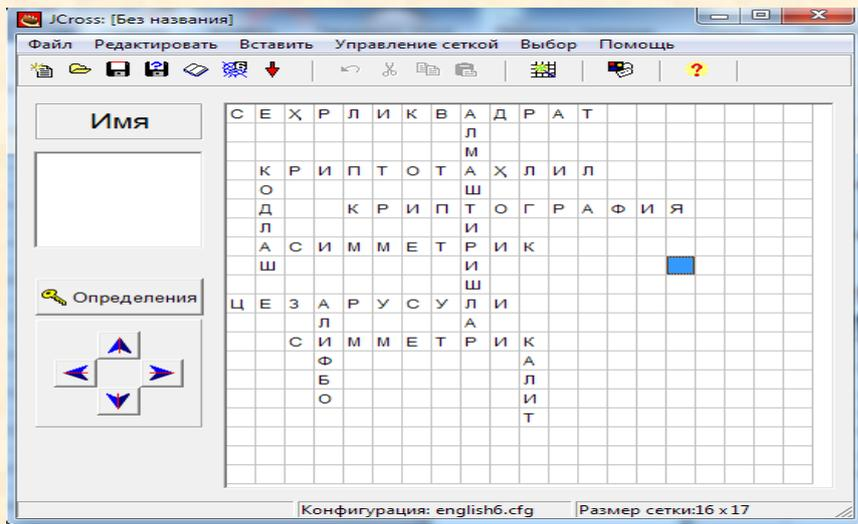 JCross: [Без названия]
Файл Редактировать Вставить Управление сеткой Выбор Помощь
Имя
Определения
С Е Ҳ Р Л И К В А Д Р А Т
Л
М
К Р И П Т О Т А Ҳ Л И Л
О Ш
Д К Р И П Т О Г Р А Ф И Я
Л И
А С И М М Е Т Р И К
Ш И
Ш
Ц Е З А Р У С У Л И
Л А
С И М М Е Т Р И К
Ф А
Б Л
О И
Т
Конфигурация: english6.cfg
Размер сетки:16 x 17